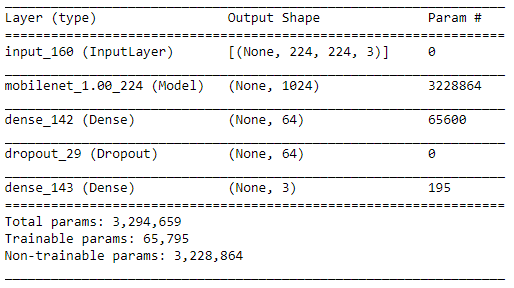 Layer (type) Output Shape Param #
input_160 (InputLayer) [(None, 224, 224, 3)] 0
mobilenet_1.00_224 (Model) (None, 1024) 3228864
dense_142 (Dense) (None, 64) 65600
dropout_29 (Dropout) (None, 64) 0
dense_143 (Dense) (None, 3) 195
Total params: 3,294,659
Trainable params: 65,795
Non-trainable params: 3,228,864